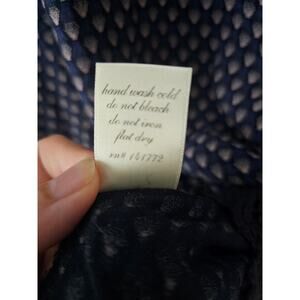 hand wash cold
do not bleach
do not iron
flat dry
rn# 141772